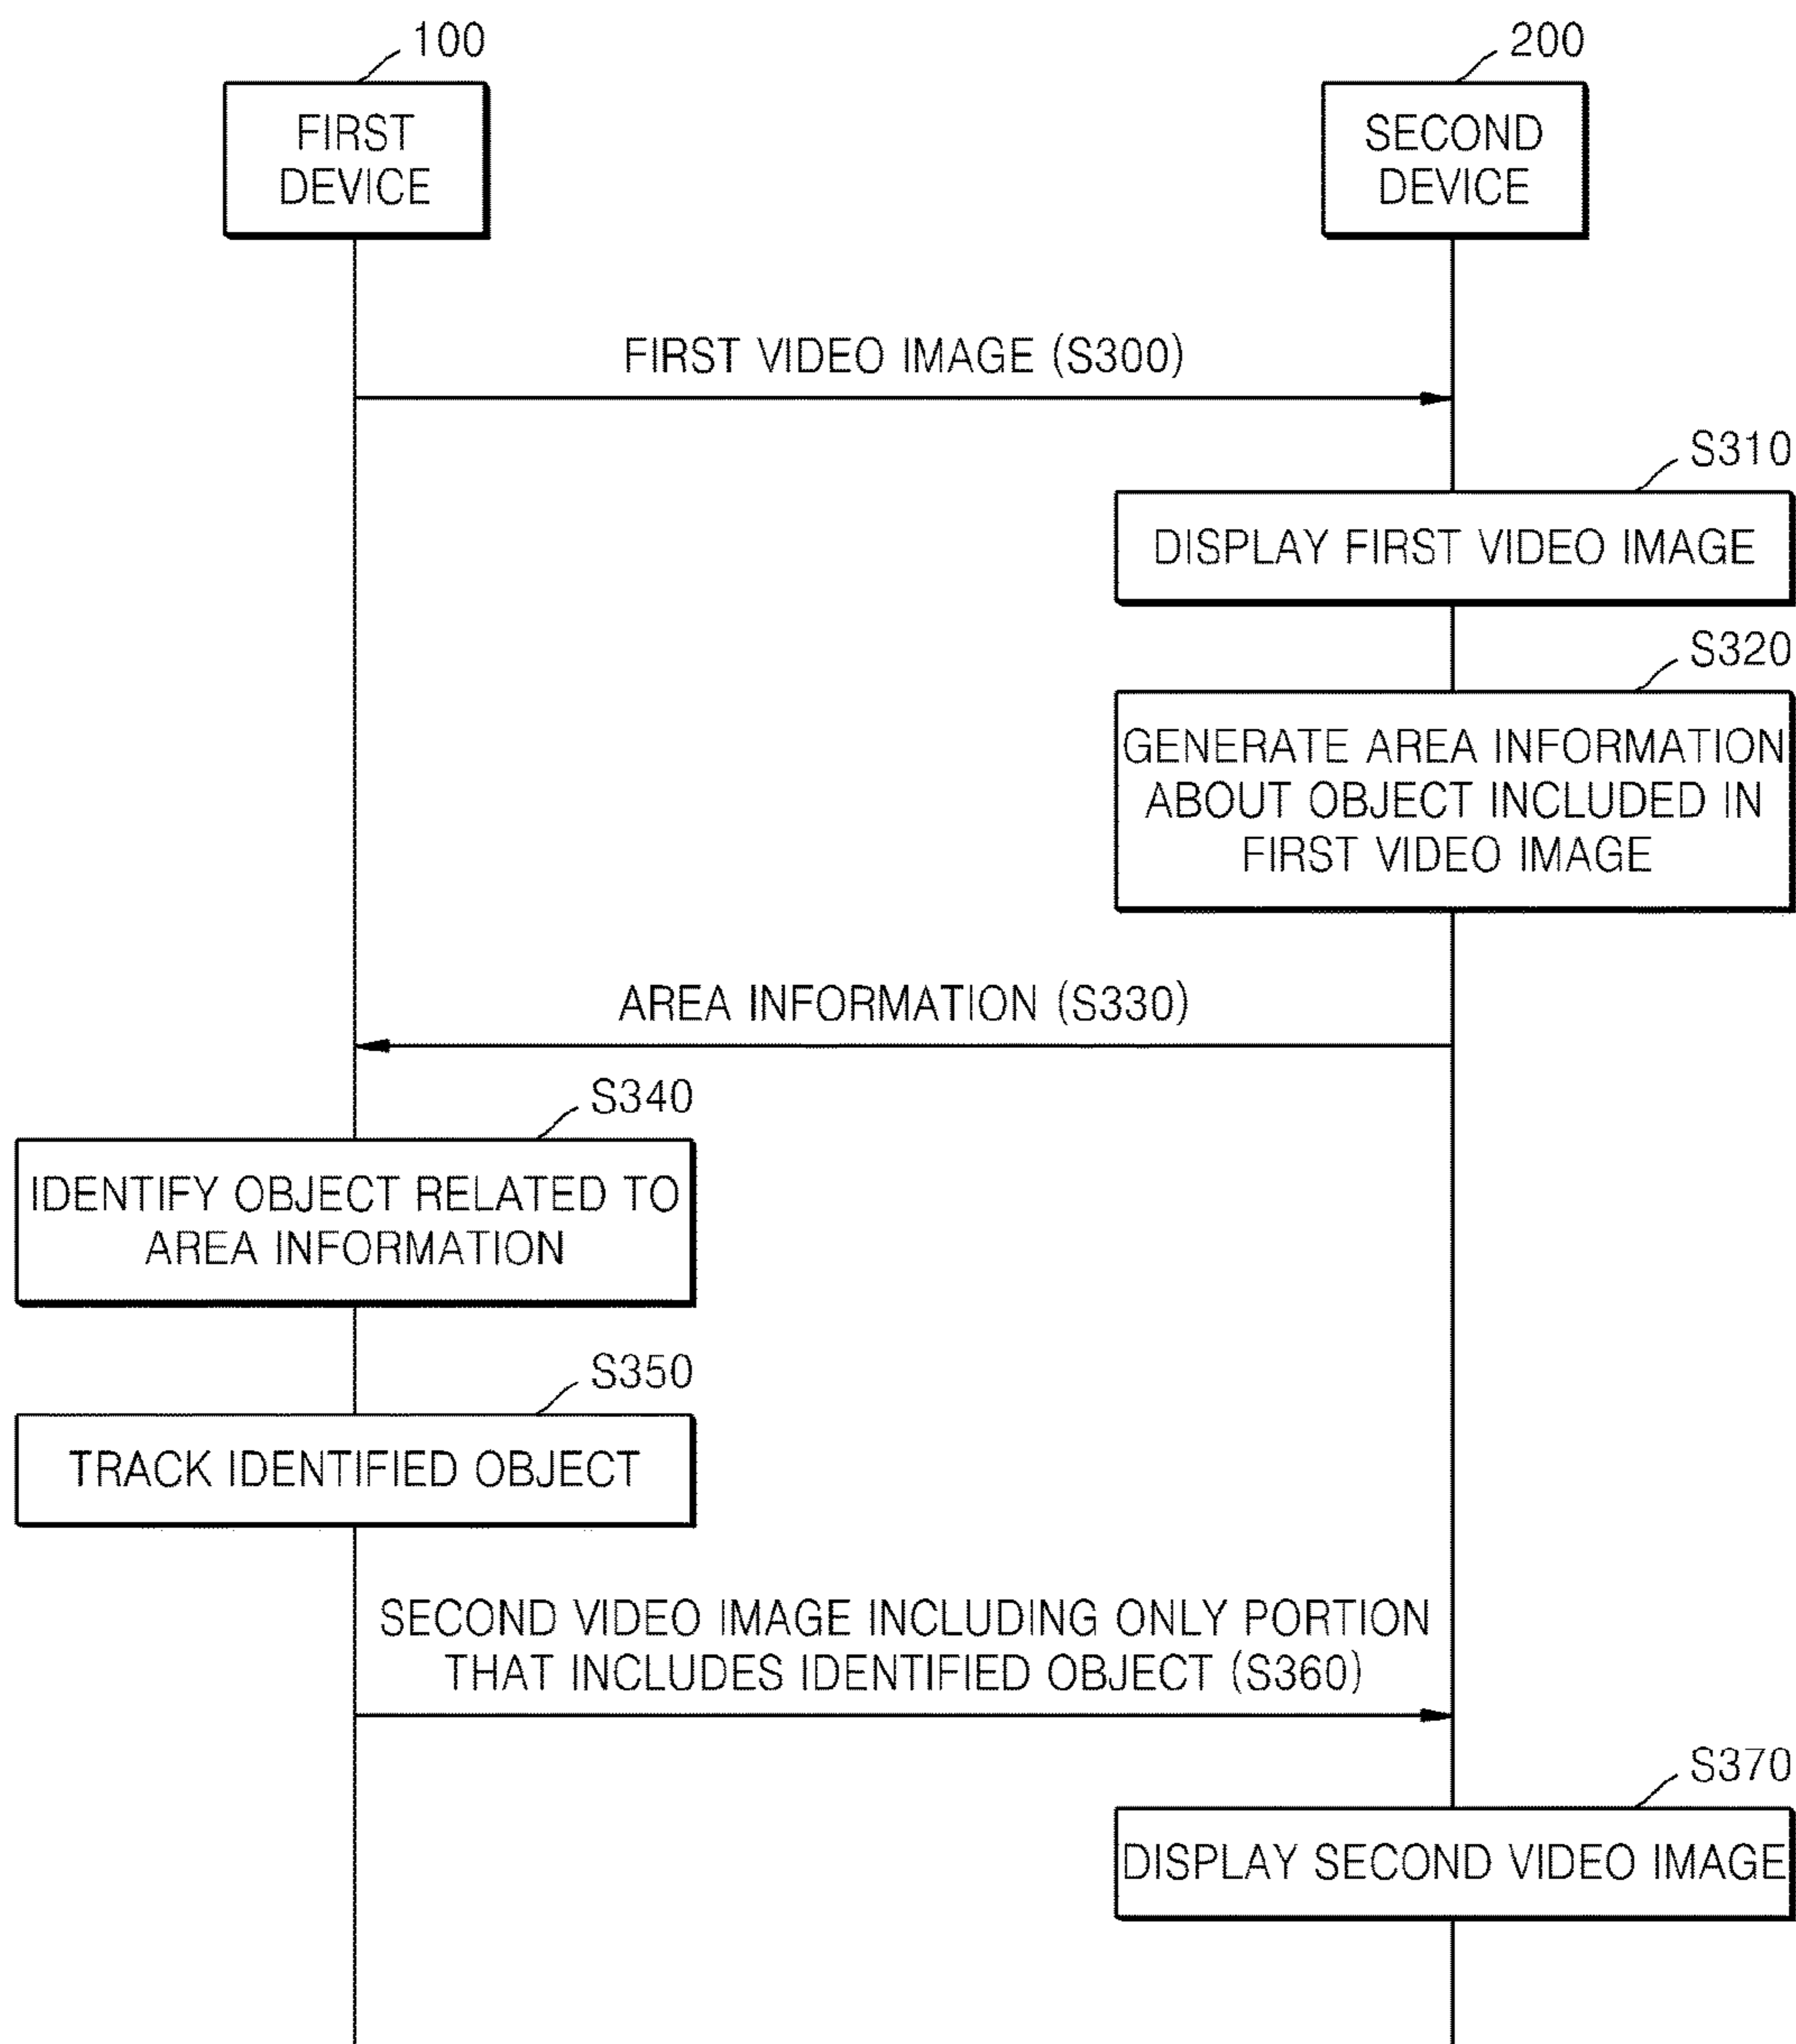 100
200
FIRST
DEVICE
SECOND
DEVICE
FIRST VIDEO IMAGE (S300)
S310
DISPLAY FIRST VIDEO IMAGE
S320
GENERATE AREA INFORMATION
ABOUT OBJECT INCLUDED IN
FIRST VIDEO IMAGE
AREA INFORMATION (S330)
S340
IDENTIFY OBJECT RELATED TO
AREA INFORMATION
S350
TRACK IDENTIFIED OBJECT
SECOND VIDEO IMAGE INCLUDING ONLY PORTION
THAT INCLUDES IDENTIFIED OBJECT (S360)
S370
DISPLAY SECOND VIDEO IMAGE